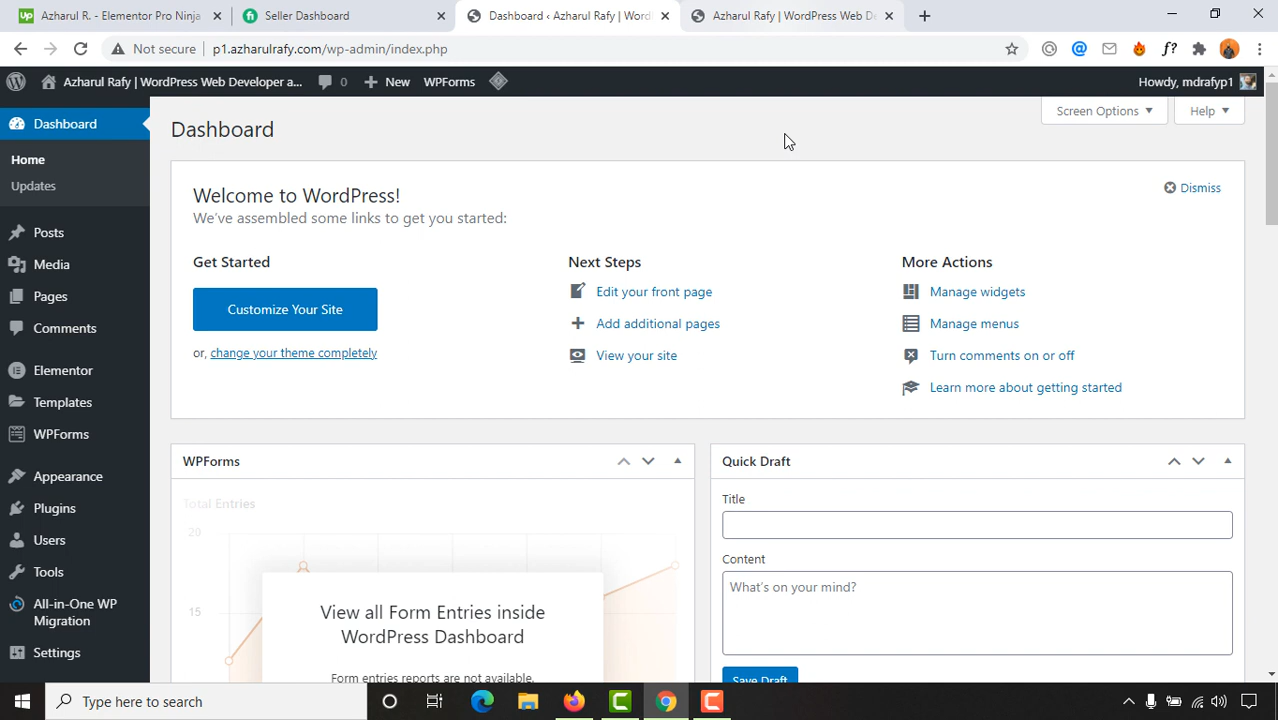 Azharul R. - Elementor Pro Ninja
Seller Dashboard
Dashboard ‹ Azharul Rafy | Word
Azharul Rafy | WordPress Web De
Not secure
p1.azharulrafy.com/wp-admin/index.php
Azharul Rafy | WordPress Web Developer a...
0
New
WPForms
Howdy, mdrafyp1
Dashboard
Home
Updates
Posts
Media
Pages
Comments
Elementor
Templates
WPForms
Appearance
Plugins
Users
Tools
All-in-One WP
Migration
Settings
Dashboard
Screen Options
Help
Welcome to WordPress!
We've assembled some links to get you started:
Dismiss
Get Started
Customize Your Site
or, change your theme completely
Next Steps
Edit your front page
Add additional pages
View your site
More Actions
Manage widgets
Manage menus
Turn comments on or off
Learn more about getting started
WPForms
Total Entries
20
15
View all Form Entries inside
WordPress Dashboard
Form entries reports are not available.
Quick Draft
Title
Content
What's on your mind?
Save Draft
Type here to search